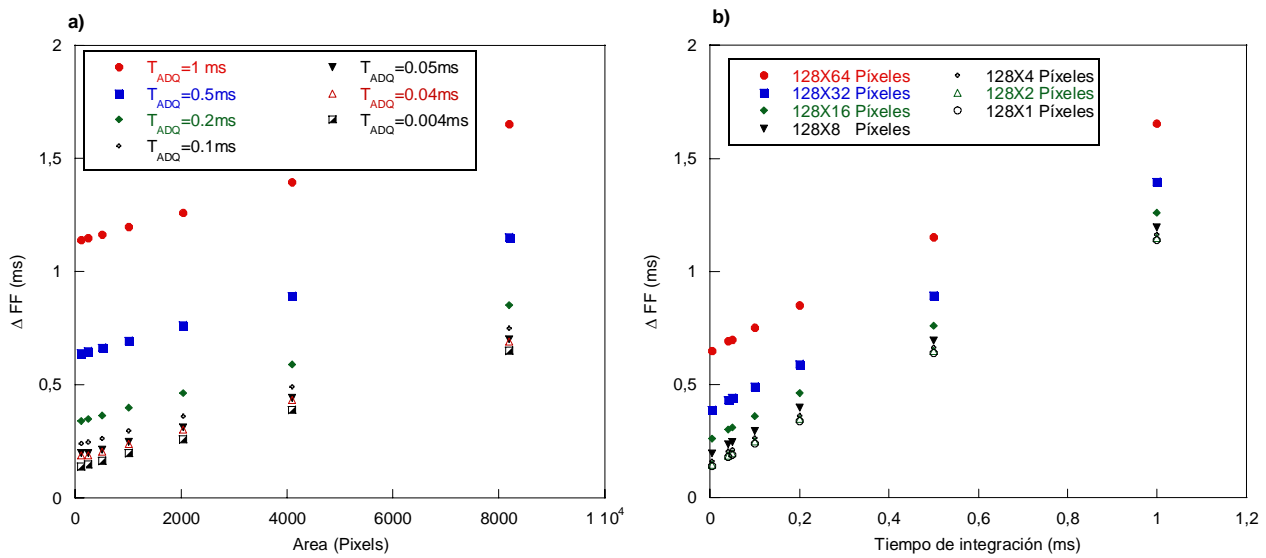 a)
2
1,5
1
0,5
0
Δ FF (ms)
T_ADQ=1 ms
T_ADQ=0.5ms
T_ADQ=0.2ms
T_ADQ=0.1ms
T_ADQ=0.05ms
T_ADQ=0.04ms
T_ADQ=0.004ms
0 2000 4000 6000 8000 1 10^4
Area (Pixels)
b)
2
1,5
1
0,5
0
Δ FF (ms)
128X64 Píxeles
128X32 Píxeles
128X16 Píxeles
128X8 Píxeles
128X4 Píxeles
128X2 Píxeles
128X1 Píxeles
0 0,2 0,4 0,6 0,8 1 1,2
Tiempo de integración (ms)